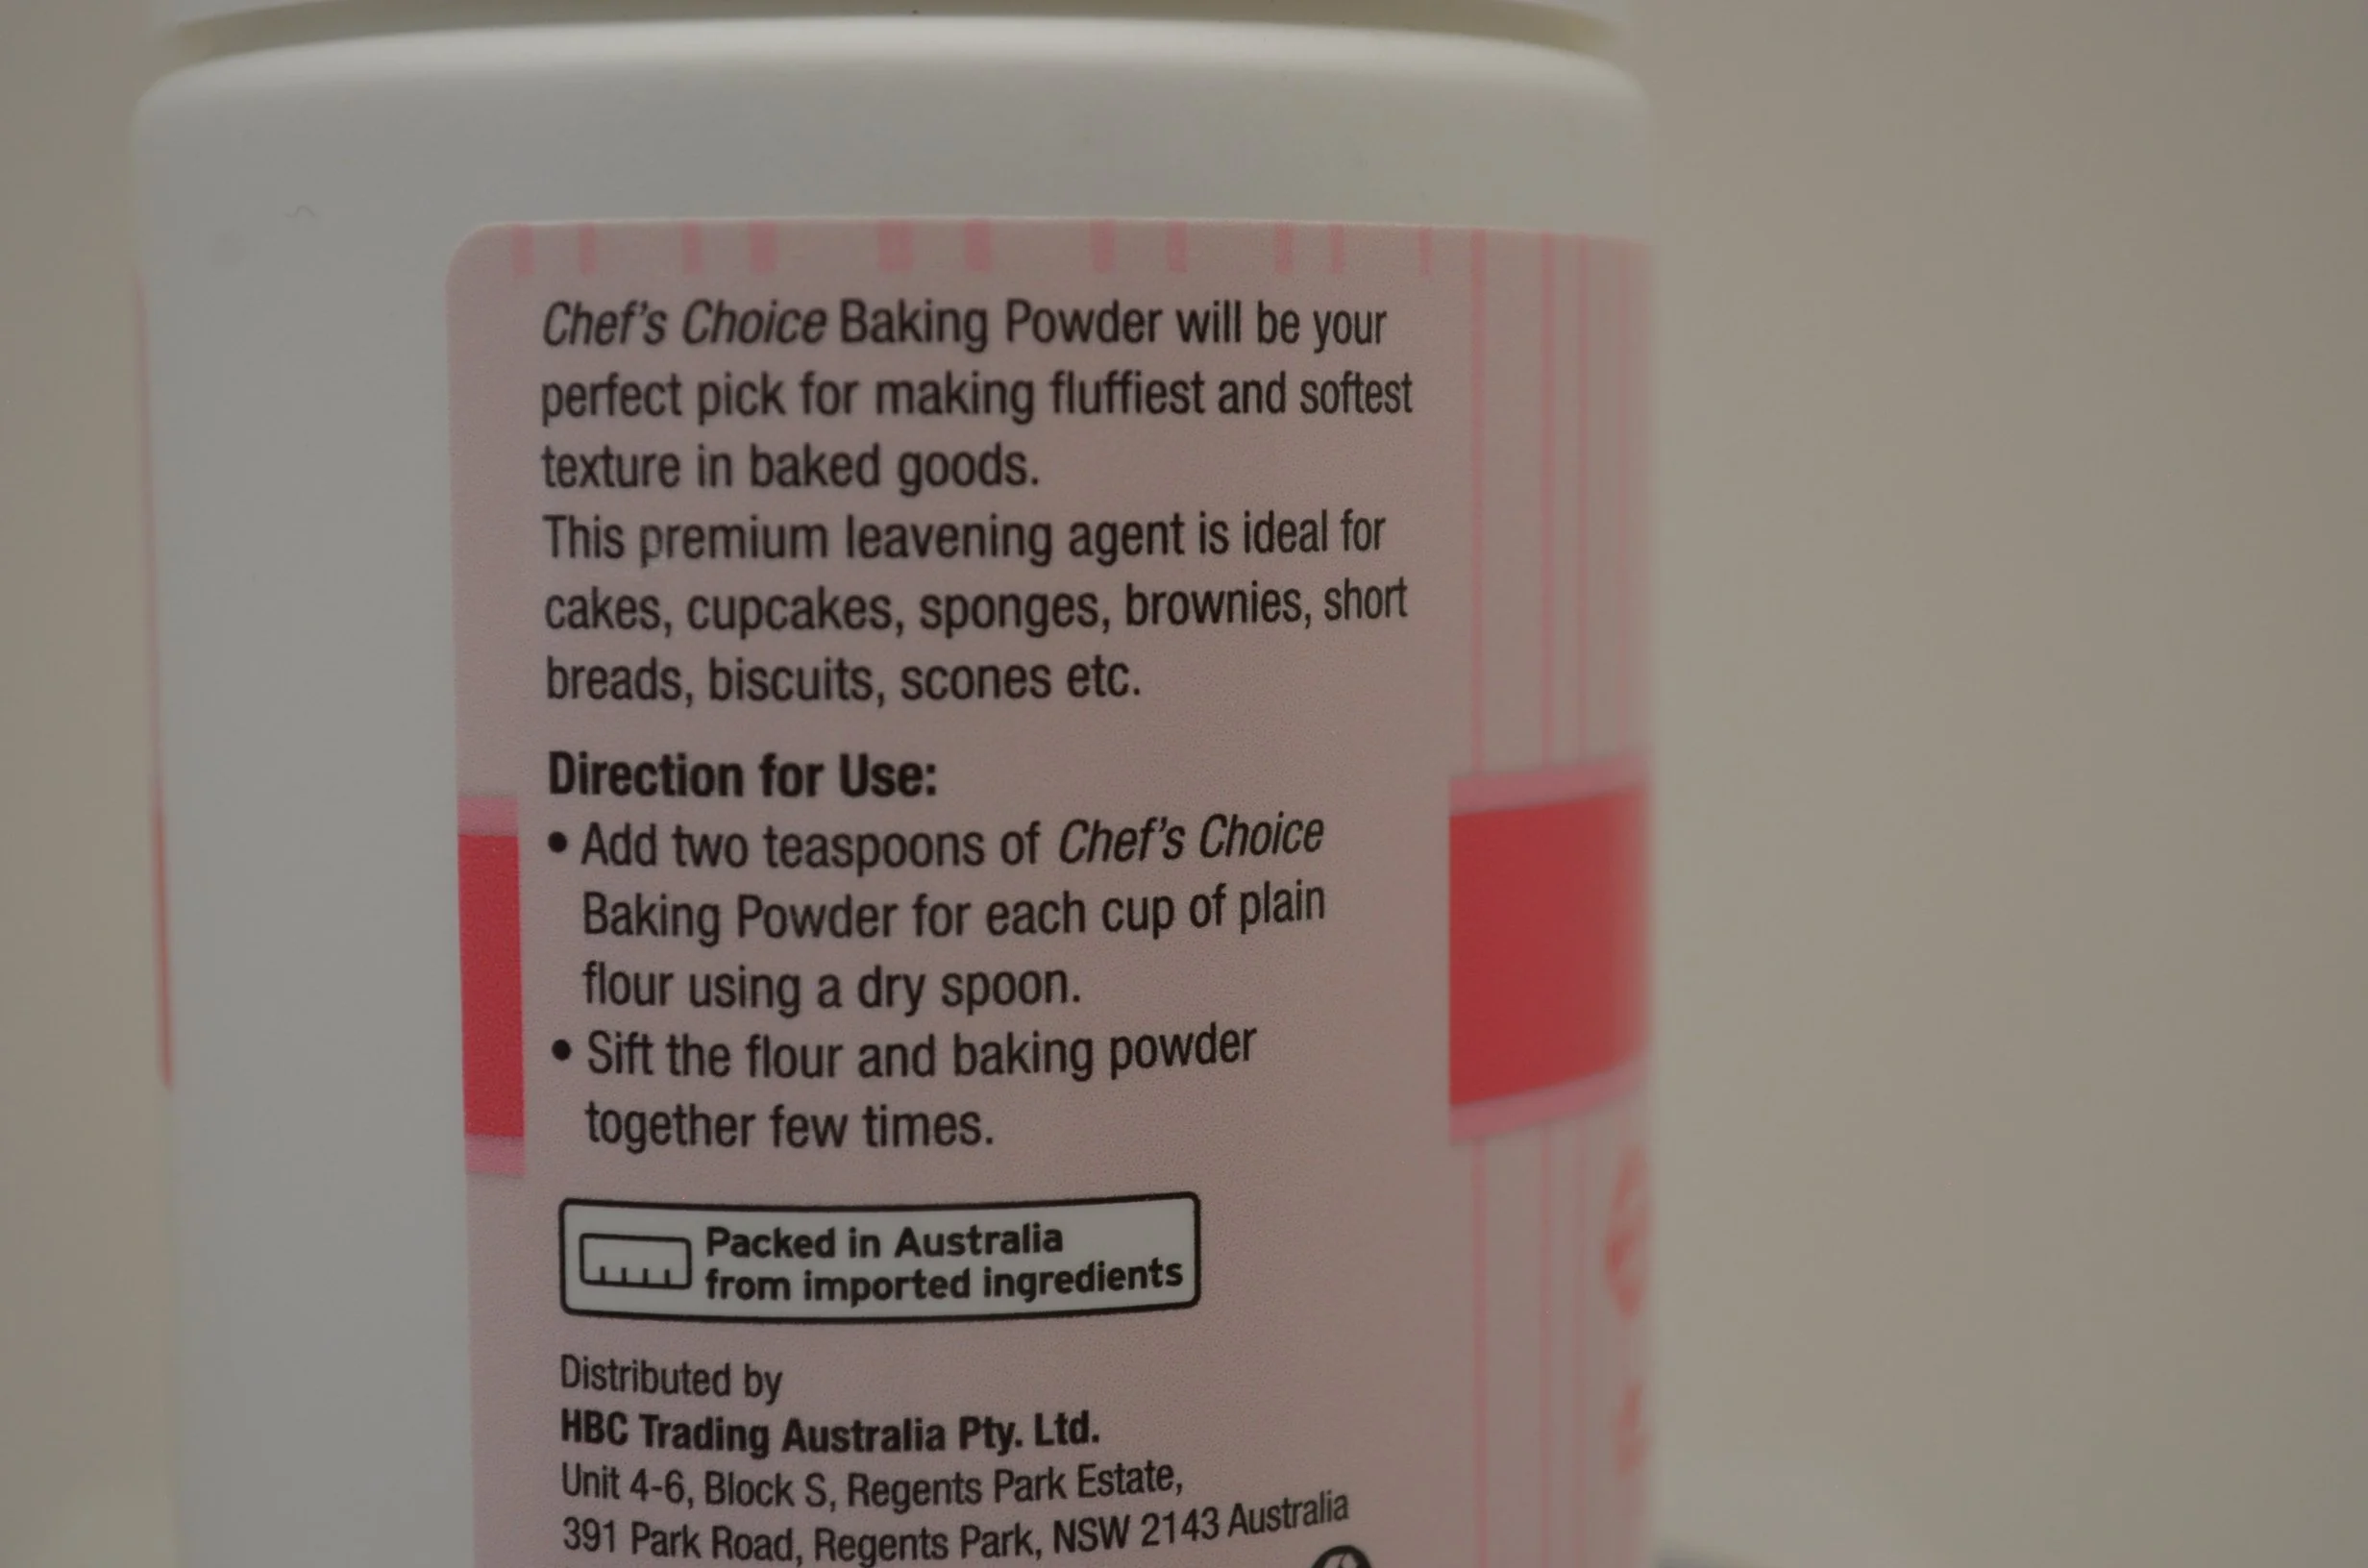 Chef's Choice Baking Powder will be your
perfect pick for making fluffiest and softest
texture in baked goods.
This premium leavening agent is ideal for
cakes, cupcakes, sponges, brownies, short
breads, biscuits, scones etc.
Direction for Use:
• Add two teaspoons of Chef's Choice
Baking Powder for each cup of plain
flour using a dry spoon.
• Sift the flour and baking powder
together few times.
Packed in Australia
from imported ingredients
Distributed by
HBC Trading Australia Pty. Ltd.
Unit 4-6, Block S, Regents Park Estate,
391 Park Road, Regents Park, NSW 2143 Australia